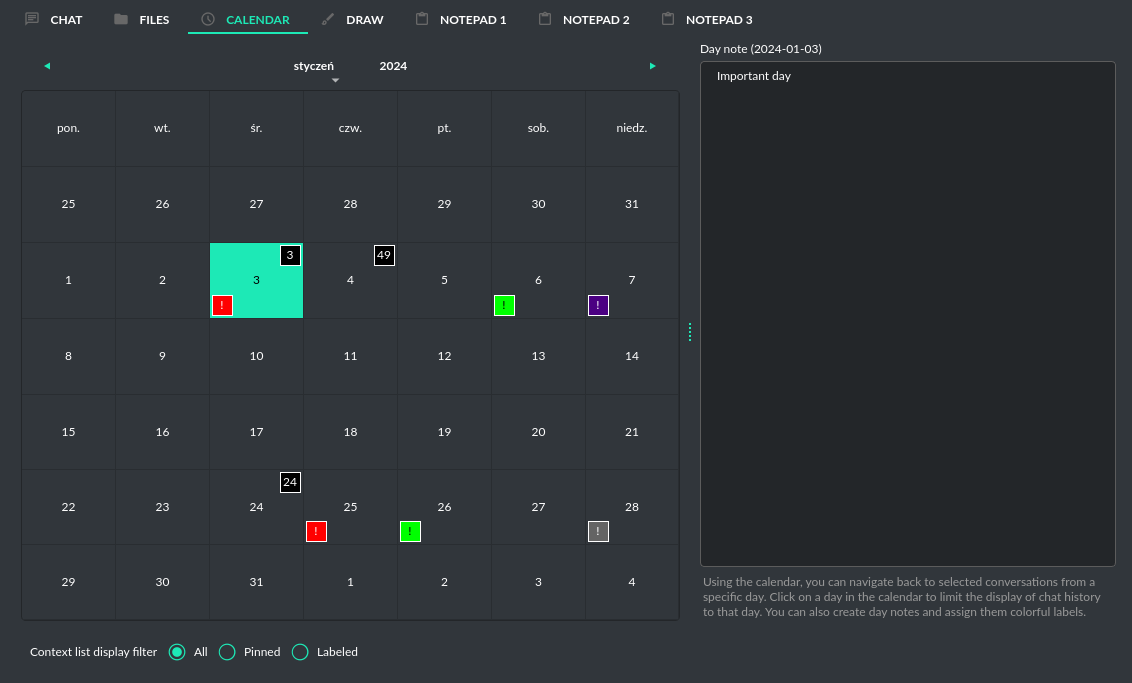 CHAT FILES CALENDAR DRAW NOTEPAD 1 NOTEPAD 2 NOTEPAD 3
styczeń 2024
pon. wt. śr. czw. pt. sob. niedz.
25 26 27 28 29 30 31
3 49
1 2 3 4 5 6 7
! ! !
8 9 10 11 12 13 14
15 16 17 18 19 20 21
24
22 23 24 25 26 27 28
! ! !
29 30 31 1 2 3 4
Context list display filter All Pinned Labeled
Day note (2024-01-03)
Important day
Using the calendar, you can navigate back to selected conversations from a
specific day. Click on a day in the calendar to limit the display of chat history
to that day. You can also create day notes and assign them colorful labels.